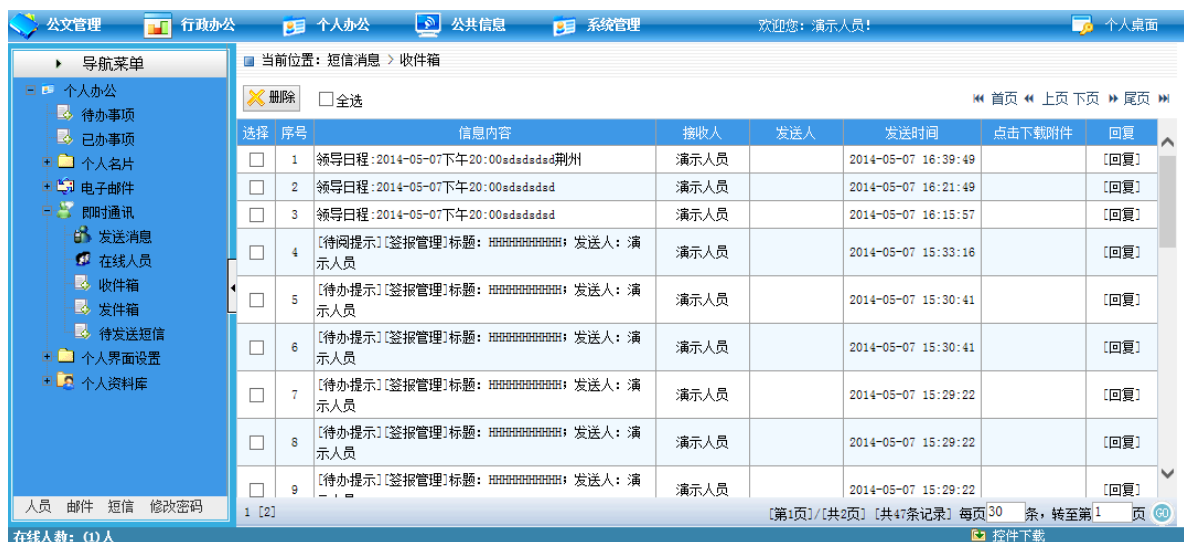 公文管理 行政办公 个人办公 公共信息 系统管理 欢迎您：演示人员！ 个人桌面
导航菜单
个人办公
待办事项
已办事项
个人名片
电子邮件
即时通讯
发送消息
在线人员
收件箱
发件箱
待发送短信
个人界面设置
个人资料库
人员 邮件 短信 修改密码
当前位置：短信消息 > 收件箱
删除 全选 首页 上页 下页 尾页
选择 序号 信息内容 接收人 发送人 发送时间 点击下载附件 回复
1 领导日程:2014-05-07下午20:00sdsdsdsd荆州 演示人员 2014-05-07 16:39:49 [回复]
2 领导日程:2014-05-07下午20:00sdsdsdsd 演示人员 2014-05-07 16:21:49 [回复]
3 领导日程:2014-05-07下午20:00sdsdsdsd 演示人员 2014-05-07 16:15:57 [回复]
4 [待阅提示][签报管理]标题：HHHHHHHHHHH；发送人：演
示人员 演示人员 2014-05-07 15:33:16 [回复]
5 [待办提示][签报管理]标题：HHHHHHHHHHH；发送人：演
示人员 演示人员 2014-05-07 15:30:41 [回复]
6 [待办提示][签报管理]标题：HHHHHHHHHHH；发送人：演
示人员 演示人员 2014-05-07 15:30:41 [回复]
7 [待办提示][签报管理]标题：HHHHHHHHHHH；发送人：演
示人员 演示人员 2014-05-07 15:29:22 [回复]
8 [待办提示][签报管理]标题：HHHHHHHHHHH；发送人：演
示人员 演示人员 2014-05-07 15:29:22 [回复]
9 [待办提示][签报管理]标题：HHHHHHHHHHH；发送人：演
演示人员 2014-05-07 15:29:22 [回复]
1 [2] [第1页]/[共2页] [共47条记录] 每页30 条，转至第1 页 GO
在线人数：(1)人 控件下载